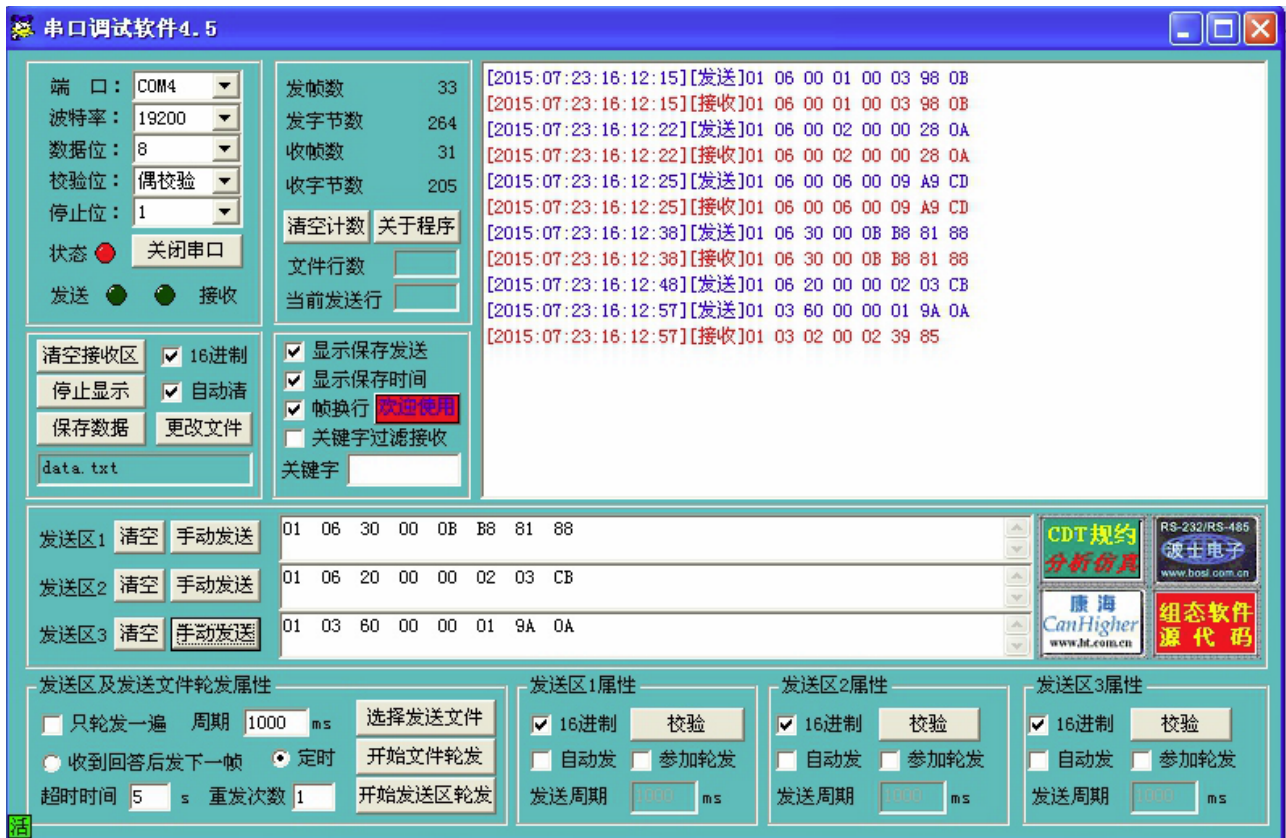 串口调试软件4.5
端 口: COM4
波特率: 19200
数据位: 8
校验位: 偶校验
停止位: 1
状态 关闭串口
发送 接收
发帧数 33
发字节数 264
收帧数 31
收字节数 205
清空计数 关于程序
文件行数
当前发送行
[2015:07:23:16:12:15][发送]01 06 00 01 00 03 98 0B
[2015:07:23:16:12:15][接收]01 06 00 01 00 03 98 0B
[2015:07:23:16:12:22][发送]01 06 00 02 00 00 28 0A
[2015:07:23:16:12:22][接收]01 06 00 02 00 00 28 0A
[2015:07:23:16:12:25][发送]01 06 00 06 00 09 A9 CD
[2015:07:23:16:12:25][接收]01 06 00 06 00 09 A9 CD
[2015:07:23:16:12:38][发送]01 06 30 00 0B B8 81 88
[2015:07:23:16:12:38][接收]01 06 30 00 0B B8 81 88
[2015:07:23:16:12:48][发送]01 06 20 00 00 02 03 CB
[2015:07:23:16:12:57][发送]01 03 60 00 00 01 9A 0A
[2015:07:23:16:12:57][接收]01 03 02 00 02 39 85
清空接收区 16进制
停止显示 自动清
保存数据 更改文件
data.txt
显示保存发送
显示保存时间
帧换行 欢迎使用
关键字过滤接收
关键字
发送区1 清空 手动发送 01 06 30 00 0B B8 81 88
发送区2 清空 手动发送 01 06 20 00 00 02 03 CB
发送区3 清空 手动发送 01 03 60 00 00 01 9A 0A
CDT规约
分析仿真
RS-232/RS-485
波士电子
www.bosi.com.cn
康海
CanHigher
www.ht.com.cn
组态软件
源代码
发送区及发送文件轮发属性
只轮发一遍 周期 1000 ms 选择发送文件
收到回答后发下一帧 定时 开始文件轮发
超时时间 5 s 重发次数 1 开始发送区轮发
发送区1属性
16进制 校验
自动发 参加轮发
发送周期 1000 ms
发送区2属性
16进制 校验
自动发 参加轮发
发送周期 1000 ms
发送区3属性
16进制 校验
自动发 参加轮发
发送周期 1000 ms
活